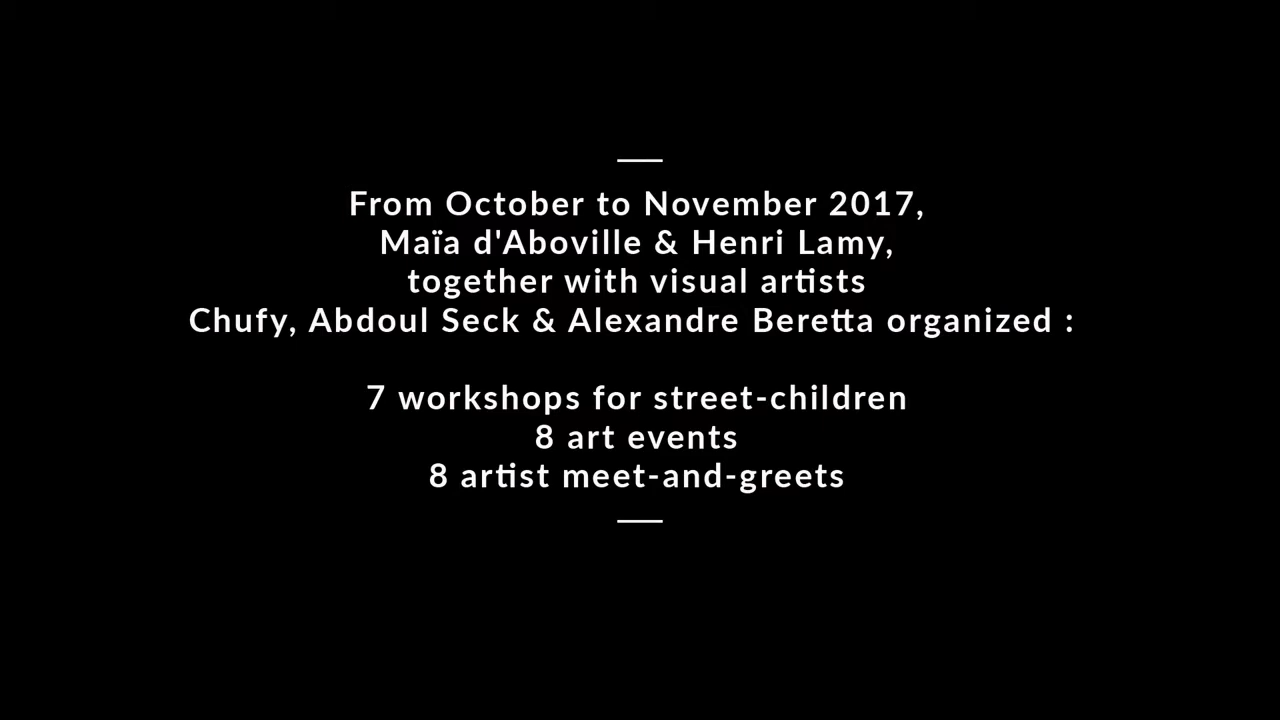 From October to November 2017,
Maïa d'Aboville & Henri Lamy,
together with visual artists
Chufy, Abdoul Seck & Alexandre Beretta organized :
7 workshops for street-children
8 art events
8 artist meet-and-greets